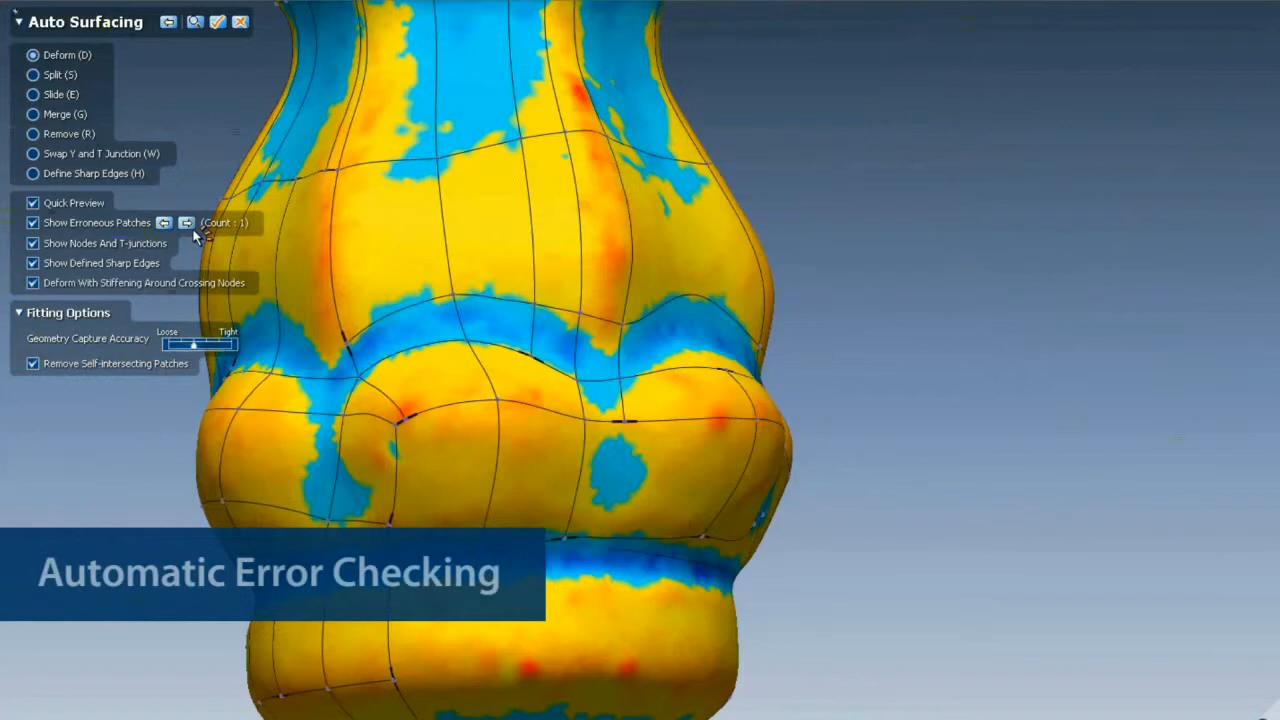 Auto Surfacing
Deform (D)
Split (S)
Slide (E)
Merge (G)
Remove (R)
Swap Y and T Junction (W)
Define Sharp Edges (H)
Quick Preview
Show Erroneous Patches (Count : 1)
Show Nodes And T-junctions
Show Defined Sharp Edges
Deform With Stiffening Around Crossing Nodes
Fitting Options
Loose Tight
Geometry Capture Accuracy
Remove Self-intersecting Patches
Automatic Error Checking